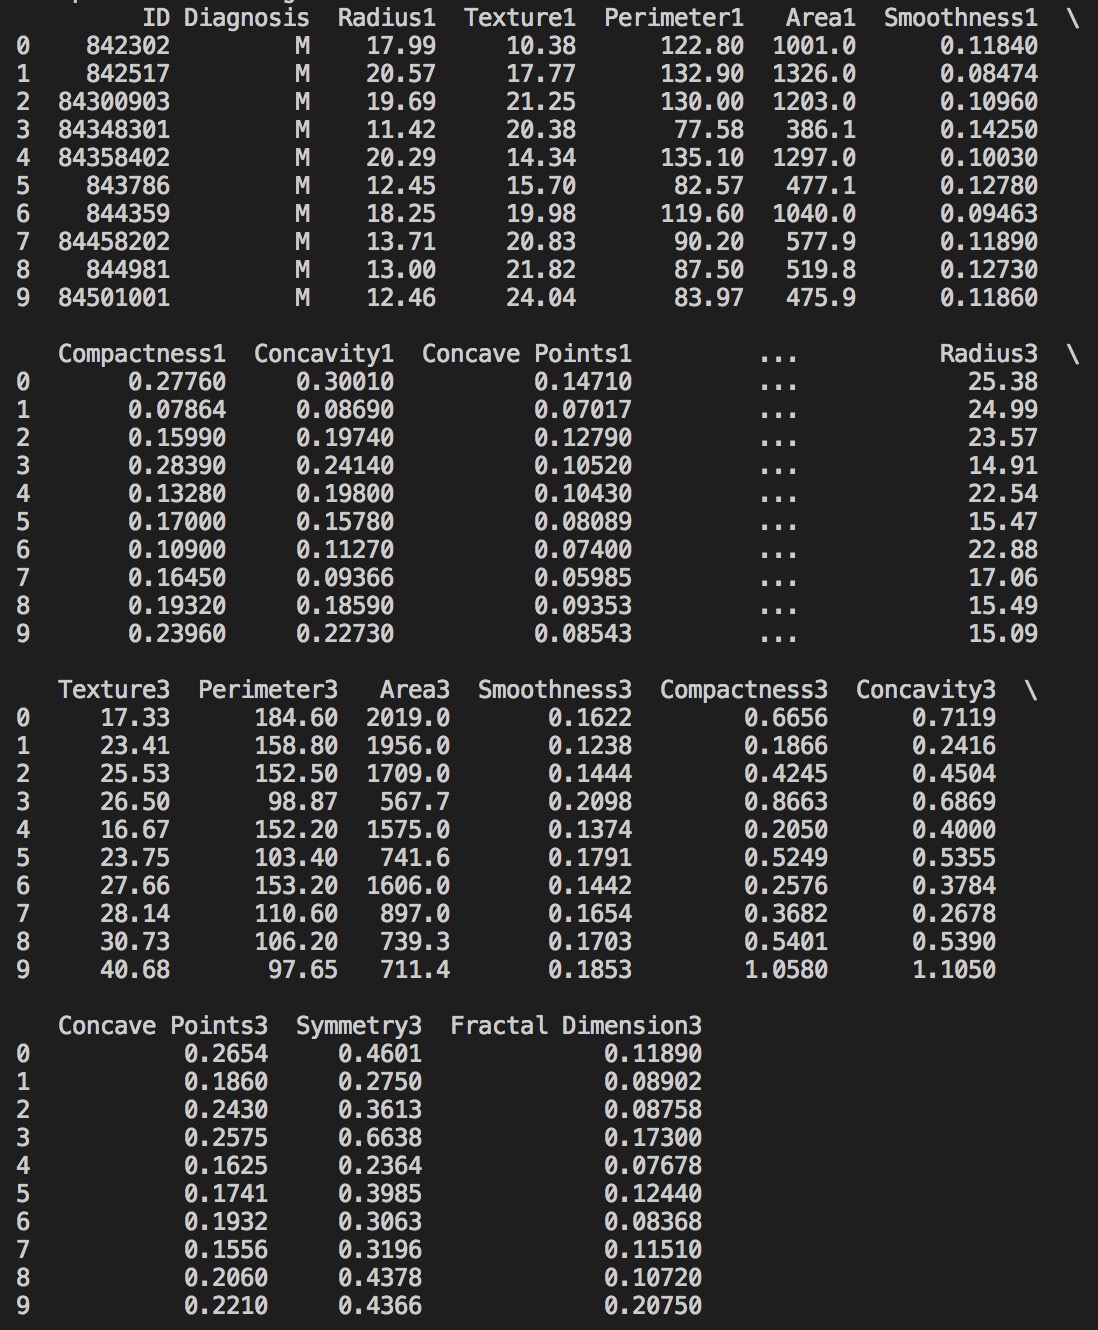 ID Diagnosis Radius1 Texture1 Perimeter1 Area1 Smoothness1 \
0 842302 M 17.99 10.38 122.80 1001.0 0.11840
1 842517 M 20.57 17.77 132.90 1326.0 0.08474
2 84300903 M 19.69 21.25 130.00 1203.0 0.10960
3 84348301 M 11.42 20.38 77.58 386.1 0.14250
4 84358402 M 20.29 14.34 135.10 1297.0 0.10030
5 843786 M 12.45 15.70 82.57 477.1 0.12780
6 844359 M 18.25 19.98 119.60 1040.0 0.09463
7 84458202 M 13.71 20.83 90.20 577.9 0.11890
8 844981 M 13.00 21.82 87.50 519.8 0.12730
9 84501001 M 12.46 24.04 83.97 475.9 0.11860
Compactness1 Concavity1 Concave Points1 ... Radius3 \
0 0.27760 0.30010 0.14710 ... 25.38
1 0.07864 0.08690 0.07017 ... 24.99
2 0.15990 0.19740 0.12790 ... 23.57
3 0.28390 0.24140 0.10520 ... 14.91
4 0.13280 0.19800 0.10430 ... 22.54
5 0.17000 0.15780 0.08089 ... 15.47
6 0.10900 0.11270 0.07400 ... 22.88
7 0.16450 0.09366 0.05985 ... 17.06
8 0.19320 0.18590 0.09353 ... 15.49
9 0.23960 0.22730 0.08543 ... 15.09
Texture3 Perimeter3 Area3 Smoothness3 Compactness3 Concavity3 \
0 17.33 184.60 2019.0 0.1622 0.6656 0.7119
1 23.41 158.80 1956.0 0.1238 0.1866 0.2416
2 25.53 152.50 1709.0 0.1444 0.4245 0.4504
3 26.50 98.87 567.7 0.2098 0.8663 0.6869
4 16.67 152.20 1575.0 0.1374 0.2050 0.4000
5 23.75 103.40 741.6 0.1791 0.5249 0.5355
6 27.66 153.20 1606.0 0.1442 0.2576 0.3784
7 28.14 110.60 897.0 0.1654 0.3682 0.2678
8 30.73 106.20 739.3 0.1703 0.5401 0.5390
9 40.68 97.65 711.4 0.1853 1.0580 1.1050
Concave Points3 Symmetry3 Fractal Dimension3
0 0.2654 0.4601 0.11890
1 0.1860 0.2750 0.08902
2 0.2430 0.3613 0.08758
3 0.2575 0.6638 0.17300
4 0.1625 0.2364 0.07678
5 0.1741 0.3985 0.12440
6 0.1932 0.3063 0.08368
7 0.1556 0.3196 0.11510
8 0.2060 0.4378 0.10720
9 0.2210 0.4366 0.20750